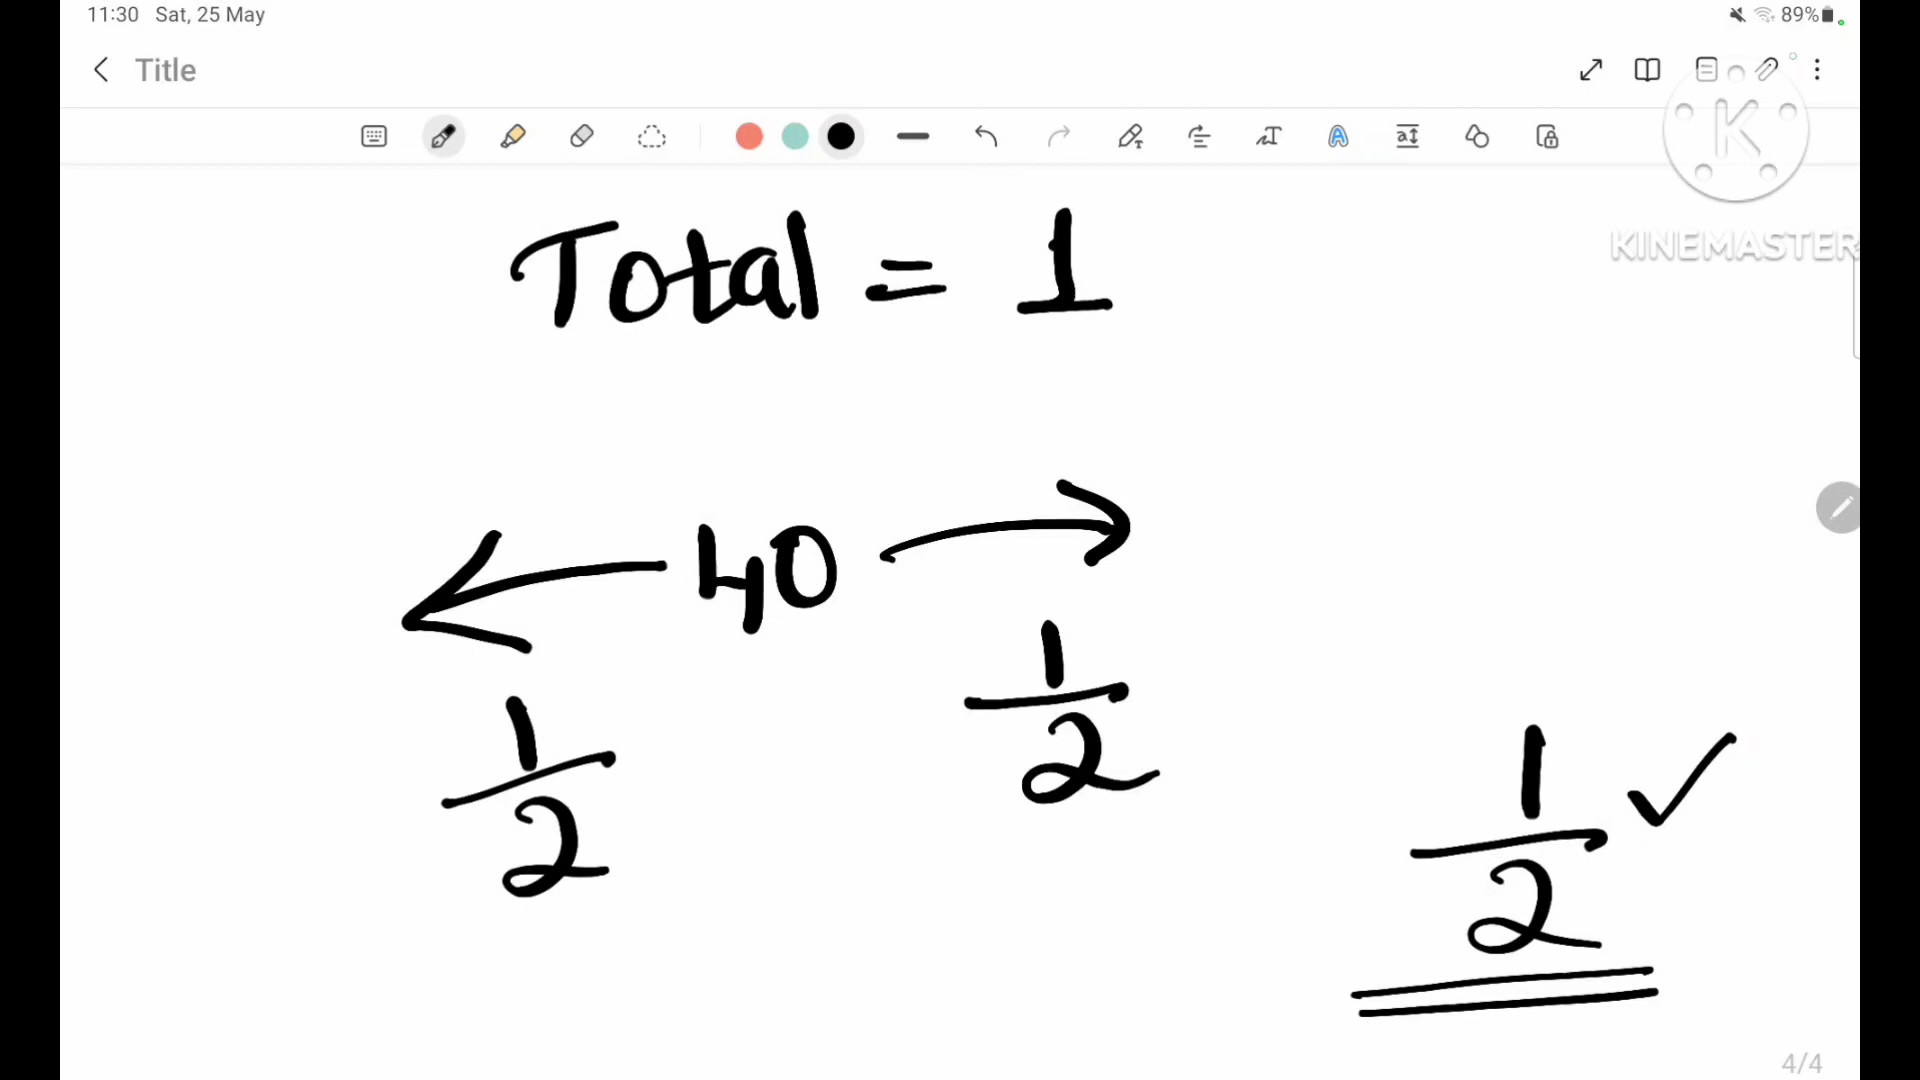 11:30 Sat, 25 May
89%
Title
K
KINEMASTER
Total = 1
40
1/2
1/2
1/2 ✓
4/4